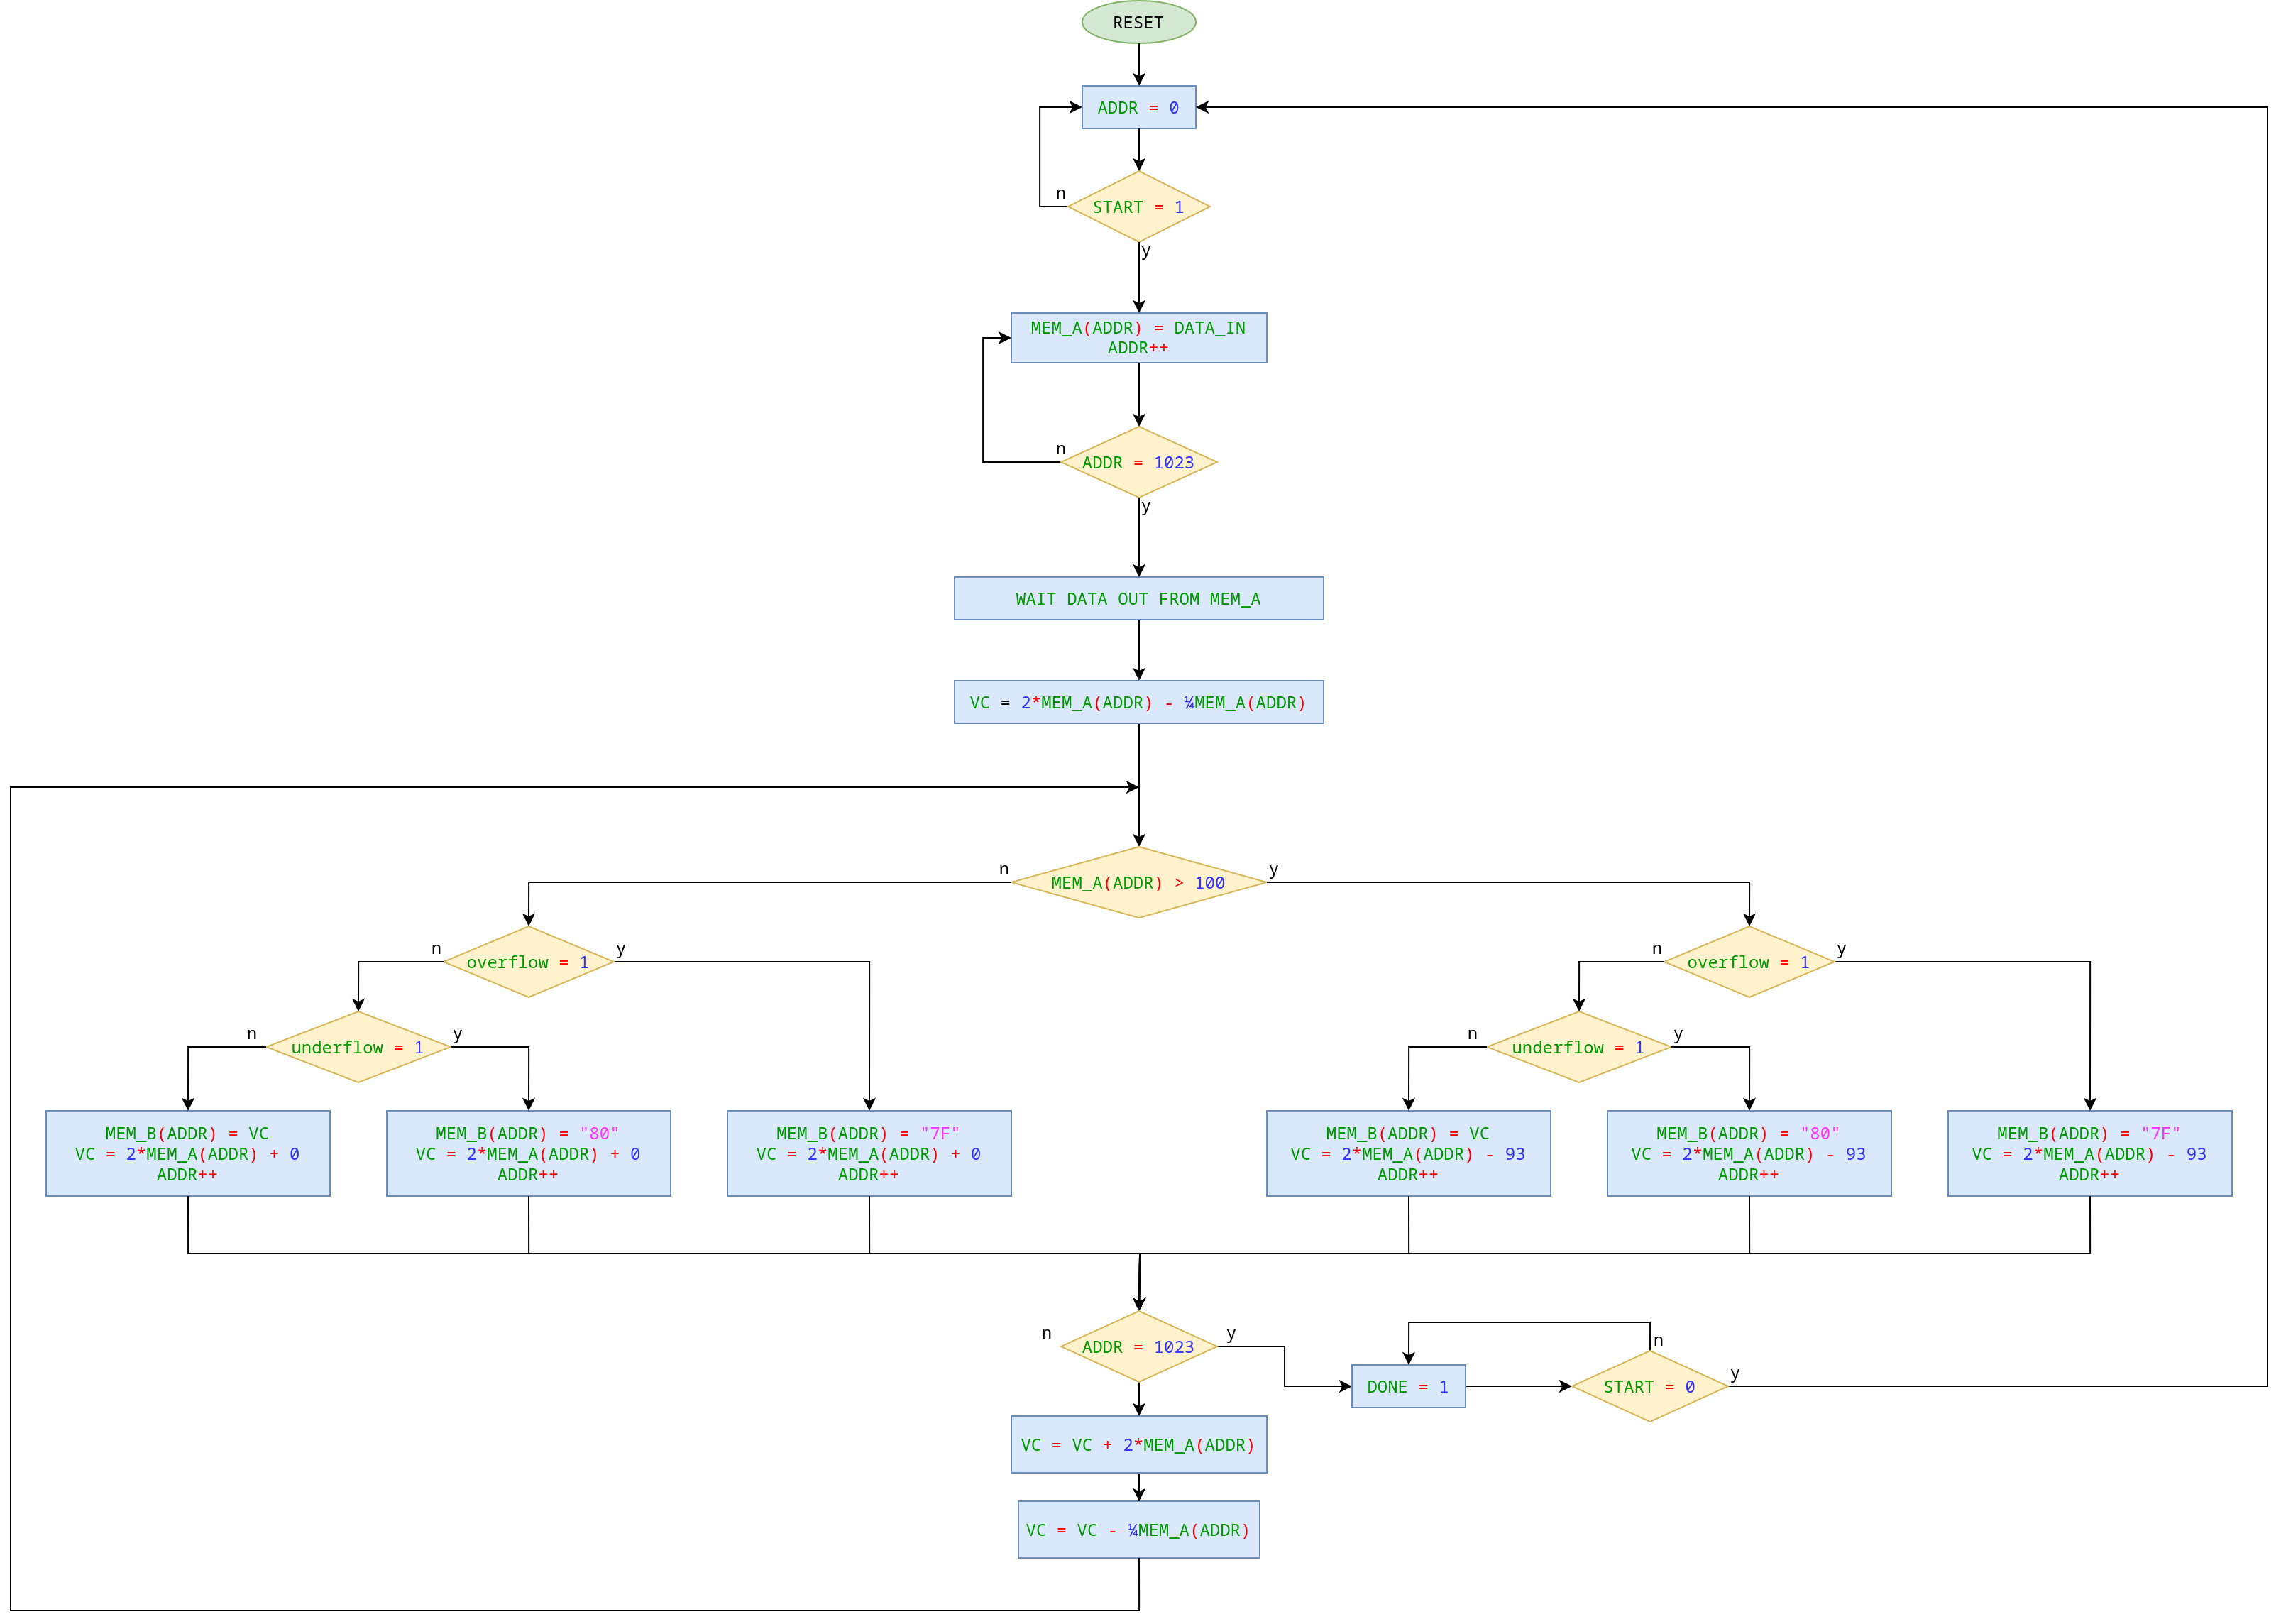 RESET
ADDR = 0
n
START = 1
y
MEM_A(ADDR) = DATA_IN
ADDR++
n
ADDR = 1023
y
WAIT DATA OUT FROM MEM_A
VC = 2*MEM_A(ADDR) - ¼MEM_A(ADDR)
n
MEM_A(ADDR) > 100
y
n
overflow = 1
y
n
overflow = 1
y
n
underflow = 1
y
n
underflow = 1
y
MEM_B(ADDR) = VC
VC = 2*MEM_A(ADDR) + 0
ADDR++
MEM_B(ADDR) = "80"
VC = 2*MEM_A(ADDR) + 0
ADDR++
MEM_B(ADDR) = "7F"
VC = 2*MEM_A(ADDR) + 0
ADDR++
MEM_B(ADDR) = VC
VC = 2*MEM_A(ADDR) - 93
ADDR++
MEM_B(ADDR) = "80"
VC = 2*MEM_A(ADDR) - 93
ADDR++
MEM_B(ADDR) = "7F"
VC = 2*MEM_A(ADDR) - 93
ADDR++
n
ADDR = 1023
y
DONE = 1
n
START = 0
y
VC = VC + 2*MEM_A(ADDR)
VC = VC - ¼MEM_A(ADDR)